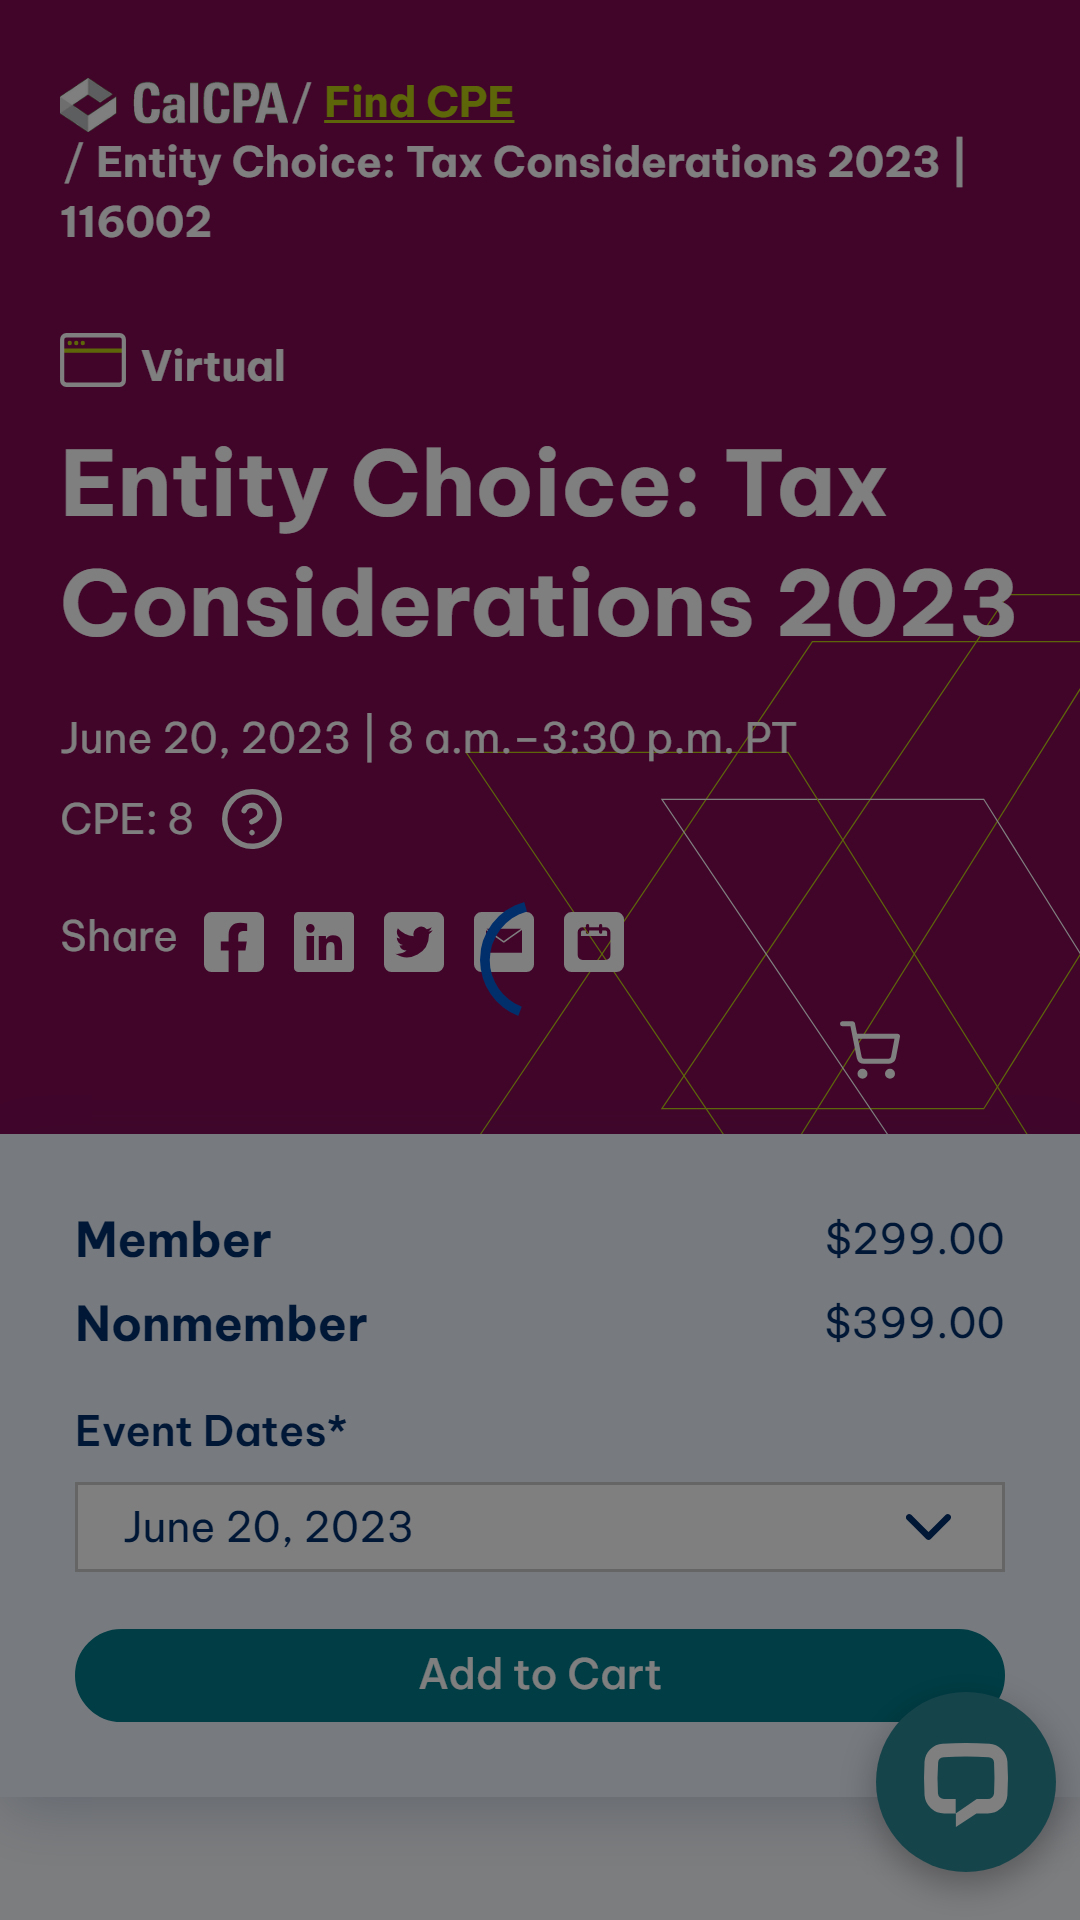 CalCPA / Find CPE
/ Entity Choice: Tax Considerations 2023 |
116002
Virtual
Entity Choice: Tax
Considerations 2023
June 20, 2023 | 8 a.m.–3:30 p.m. PT
CPE: 8 ?
Share
Member $299.00
Nonmember $399.00
Event Dates*
June 20, 2023
Add to Cart